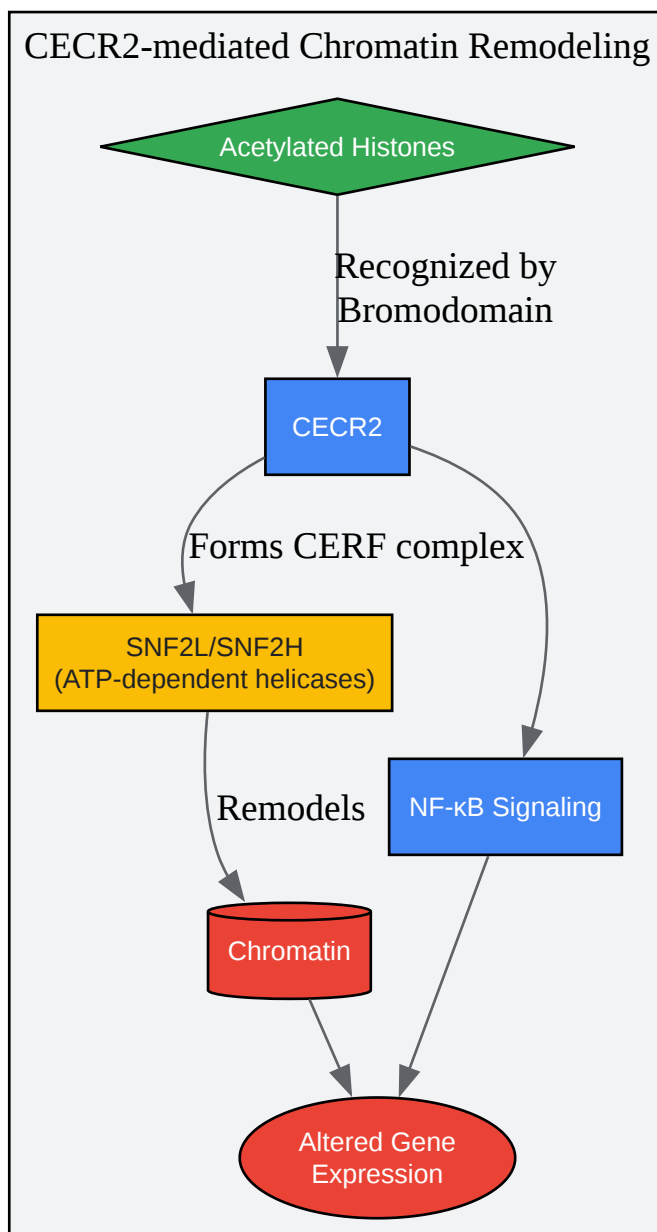 CECR2-mediated Chromatin Remodeling
Acetylated Histones
Recognized by
Bromodomain
CECR2
Forms CERF complex
SNF2L/SNF2H
(ATP-dependent helicases)
NF-κB Signaling
Remodels
Chromatin
Altered Gene
Expression